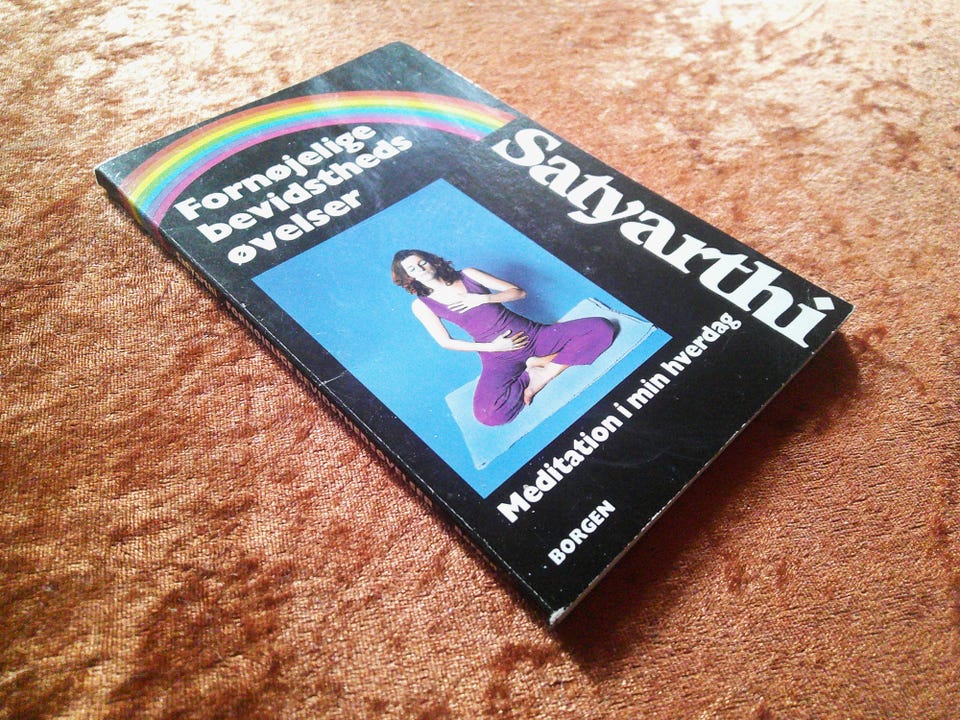 Satyarthi
Fornøjelige
bevidstheds
øvelser
Meditation i min hverdag
BORGEN